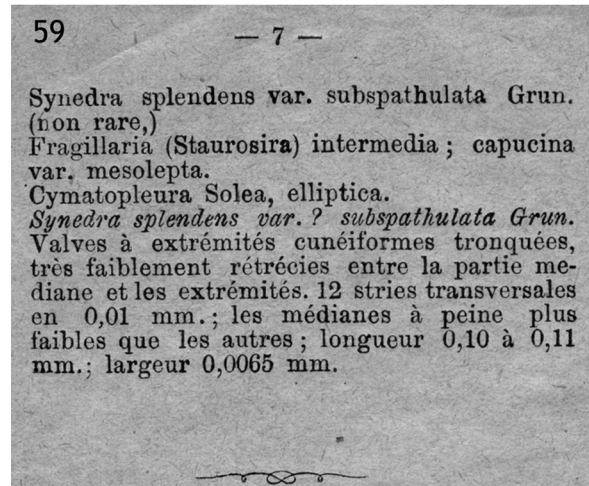 59
— 7 —
Synedra splendens var. subspathulata Grun.
(non rare,)
Fragillaria (Staurosira) intermedia ; capucina
var. mesolepta.
Cymatopleura Solea, elliptica.
Synedra splendens var. ? subspathulata Grun.
Valves à extrémités cunéiformes tronquées,
très faiblement rétrécies entre la partie me-
diane et les extrémités. 12 stries transversales
en 0,01 mm. ; les médianes à peine plus
faibles que les autres ; longueur 0,10 à 0,11
mm. ; largeur 0,0065 mm.